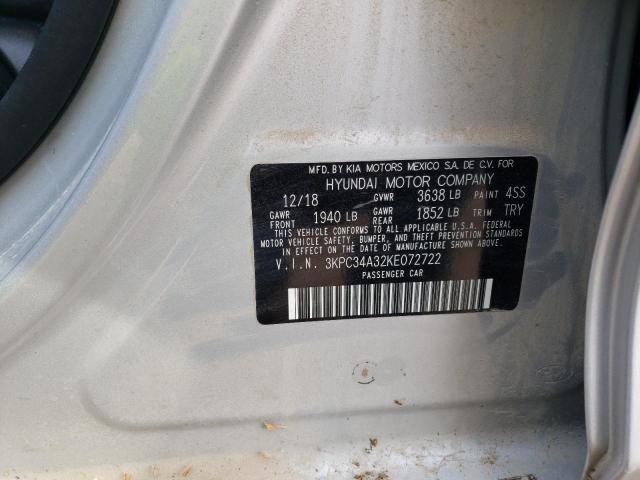 MFD. BY KIA MOTORS MEXICO S.A. DE C.V. FOR
HYUNDAI MOTOR COMPANY
12/18 GVWR 3638 LB PAINT 4SS
GAWR FRONT 1940 LB GAWR REAR 1852 LB TRIM TRY
THIS VEHICLE CONFORMS TO ALL APPLICABLE U.S.A. FEDERAL
MOTOR VEHICLE SAFETY, BUMPER, AND THEFT PREVENTION STANDARDS
IN EFFECT ON THE DATE OF MANUFACTURE SHOWN ABOVE.
V.I.N. 3KPC34A32KE072722
PASSENGER CAR